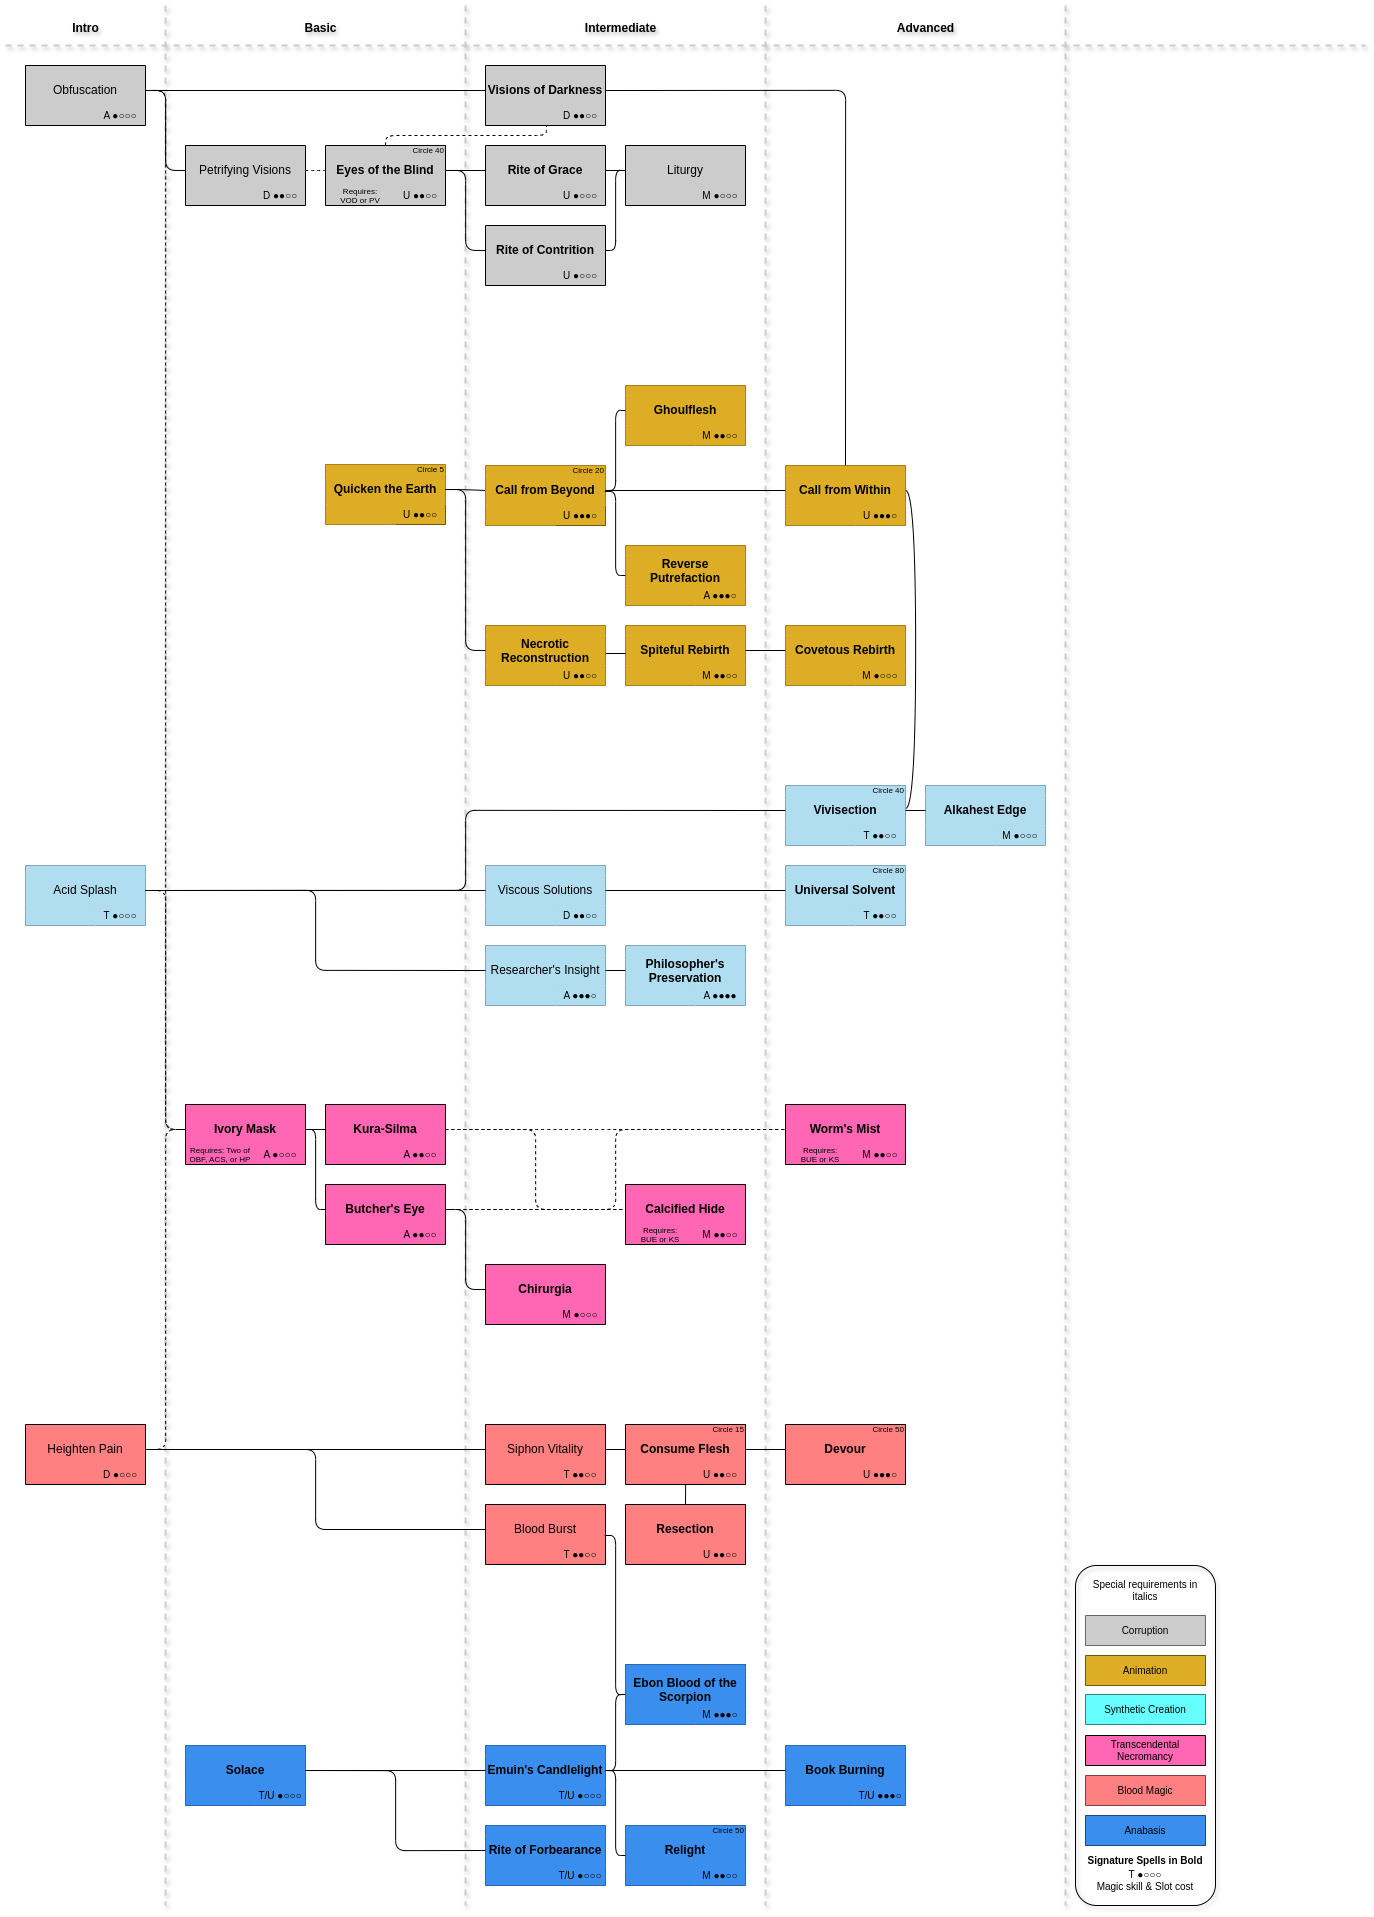 Intro
Basic
Intermediate
Advanced
Obfuscation
A ●○○○
Visions of Darkness
D ●●○○
Petrifying Visions
D ●●○○
Circle 40
Eyes of the Blind
Requires:
VOD or PV
U ●●○○
Rite of Grace
U ●○○○
Liturgy
M ●○○○
Rite of Contrition
U ●○○○
Ghoulflesh
M ●●○○
Circle 5
Quicken the Earth
U ●●○○
Circle 20
Call from Beyond
U ●●●○
Call from Within
U ●●●○
Reverse
Putrefaction
A ●●●○
Necrotic
Reconstruction
U ●●○○
Spiteful Rebirth
M ●●○○
Covetous Rebirth
M ●○○○
Circle 40
Vivisection
T ●●○○
Alkahest Edge
M ●○○○
Acid Splash
T ●○○○
Viscous Solutions
D ●●○○
Circle 80
Universal Solvent
T ●●○○
Researcher's Insight
A ●●●○
Philosopher's
Preservation
A ●●●●
Ivory Mask
Requires: Two of
OBF, ACS, or HP
A ●○○○
Kura-Silma
A ●●○○
Worm's Mist
Requires:
BUE or KS
M ●●○○
Butcher's Eye
A ●●○○
Calcified Hide
Requires:
BUE or KS
M ●●○○
Chirurgia
M ●○○○
Heighten Pain
D ●○○○
Siphon Vitality
T ●●○○
Circle 15
Consume Flesh
U ●●○○
Circle 50
Devour
U ●●●○
Blood Burst
T ●●○○
Resection
U ●●○○
Ebon Blood of the
Scorpion
M ●●●○
Solace
T/U ●○○○
Emuin's Candlelight
T/U ●○○○
Book Burning
T/U ●●●○
Rite of Forbearance
T/U ●○○○
Circle 50
Relight
M ●●○○
Special requirements in
italics
Corruption
Animation
Synthetic Creation
Transcendental
Necromancy
Blood Magic
Anabasis
Signature Spells in Bold
T ●○○○
Magic skill & Slot cost